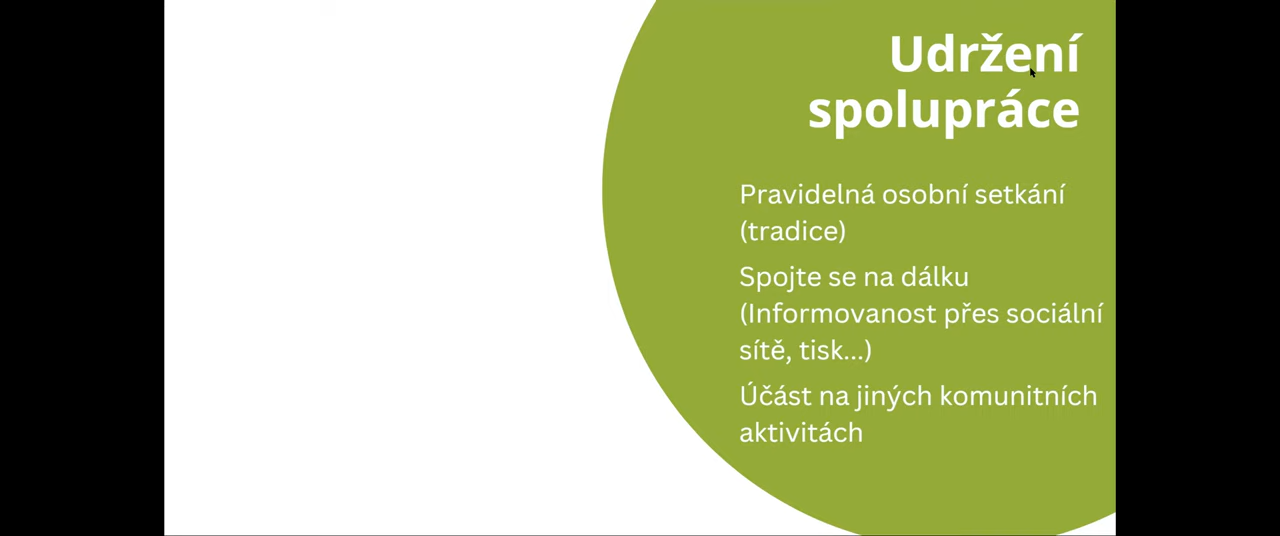 Udržení
spolupráce
Pravidelná osobní setkání
(tradice)
Spojte se na dálku
(Informovanost přes sociální
sítě, tisk...)
Účást na jiných komunitních
aktivitách